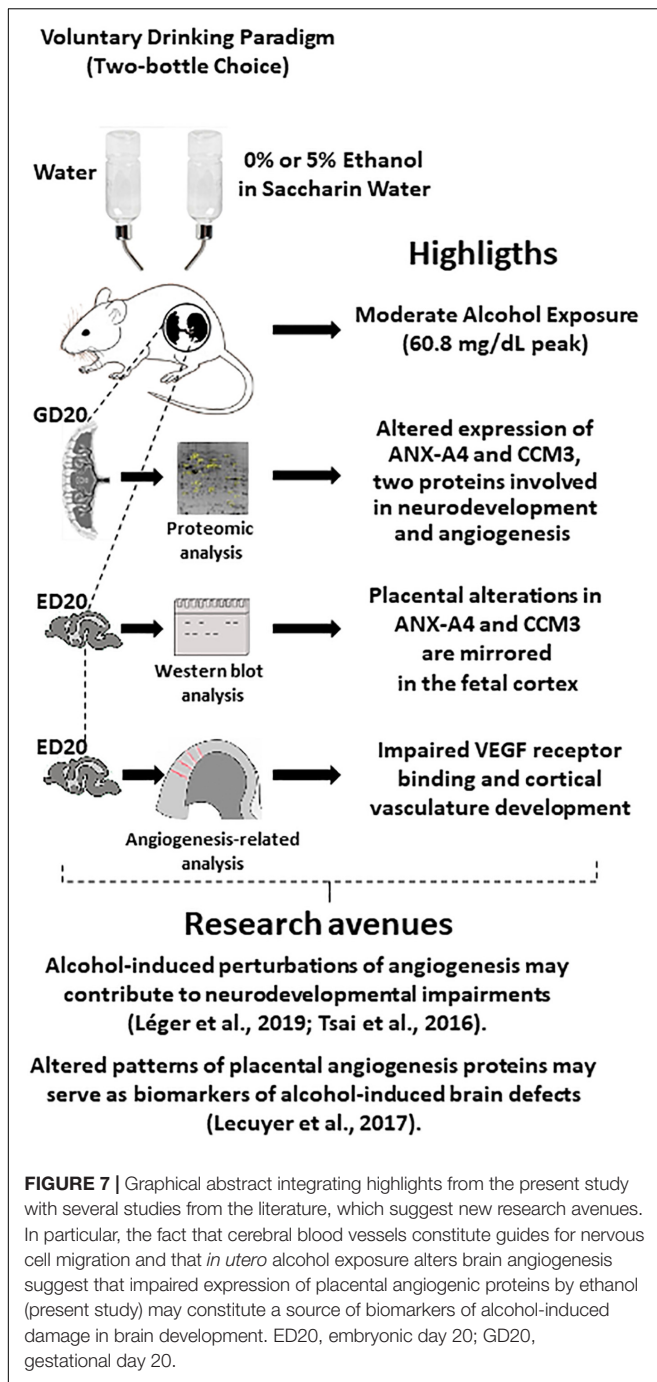 Voluntary Drinking Paradigm
(Two-bottle Choice)
Water
0% or 5% Ethanol
in Saccharin Water
Highligths
Moderate Alcohol Exposure
(60.8 mg/dL peak)
GD20
Proteomic
analysis
Altered expression of
ANX-A4 and CCM3,
two proteins involved
in neurodevelopment
and angiogenesis
ED20
Western blot
analysis
Placental alterations in
ANX-A4 and CCM3
are mirrored
in the fetal cortex
ED20
Angiogenesis-related
analysis
Impaired VEGF receptor
binding and cortical
vasculature development
Research avenues
Alcohol-induced perturbations of angiogenesis may
contribute to neurodevelopmental impairments
(Léger et al., 2019; Tsai et al., 2016).
Altered patterns of placental angiogenesis proteins may
serve as biomarkers of alcohol-induced brain defects
(Lecuyer et al., 2017).
FIGURE 7 | Graphical abstract integrating highlights from the present study
with several studies from the literature, which suggest new research avenues.
In particular, the fact that cerebral blood vessels constitute guides for nervous
cell migration and that in utero alcohol exposure alters brain angiogenesis
suggest that impaired expression of placental angiogenic proteins by ethanol
(present study) may constitute a source of biomarkers of alcohol-induced
damage in brain development. ED20, embryonic day 20; GD20,
gestational day 20.